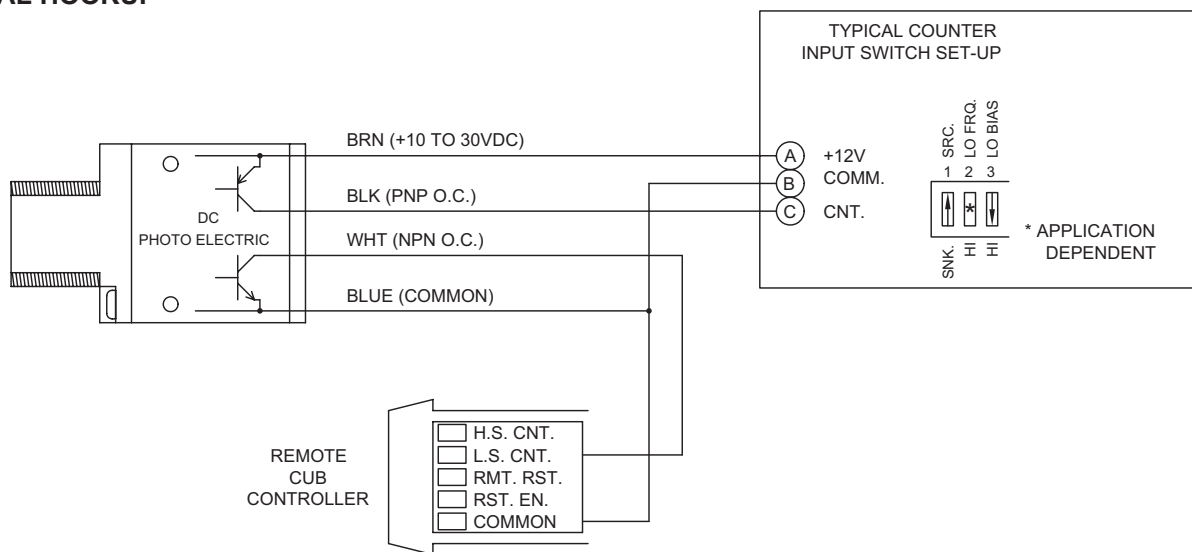 TYPICAL COUNTER
INPUT SWITCH SET-UP
BRN (+10 TO 30VDC)
BLK (PNP O.C.)
WHT (NPN O.C.)
BLUE (COMMON)
DC
PHOTO ELECTRIC
A +12V
B COMM.
C CNT.
SRC. LO FRQ. LO BIAS
1 2 3
*
SNK. HI HI
* APPLICATION
DEPENDENT
REMOTE
CUB
CONTROLLER
H.S. CNT.
L.S. CNT.
RMT. RST.
RST. EN.
COMMON